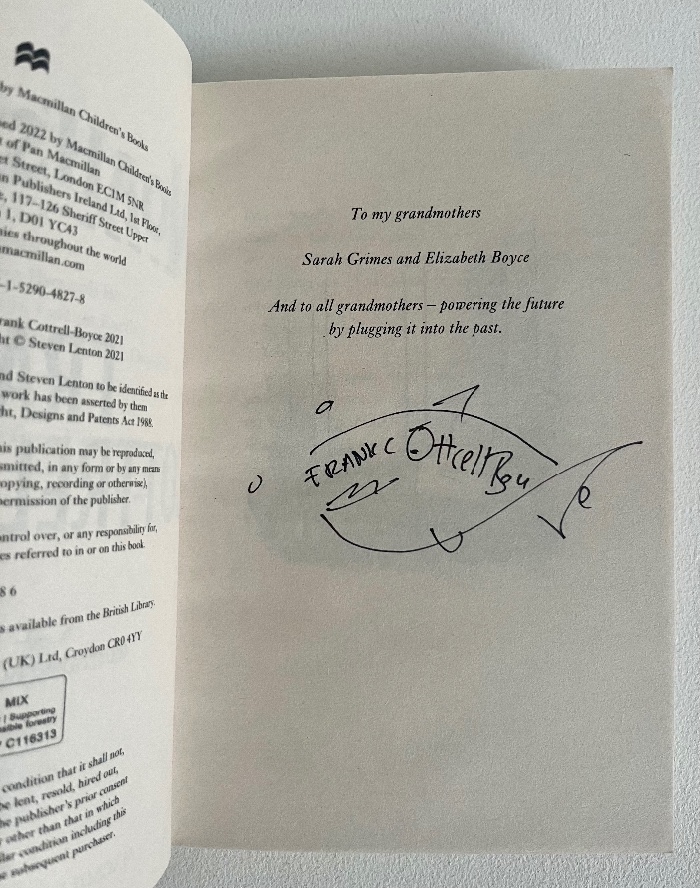 by Macmillan Children's Books
ed 2022 by Macmillan Children's Books
t of Pan Macmillan
et Street, London EC1M 5NR
n Publishers Ireland Ltd, 1st Floor,
e, 117–126 Sheriff Street Upper
1, D01 YC43
nies throughout the world
macmillan.com
-1-5290-4827-8
rank Cottrell-Boyce 2021
ht © Steven Lenton 2021
nd Steven Lenton to be identified as the
work has been asserted by them
ht, Designs and Patents Act 1988.
his publication may be reproduced,
smitted, in any form or by any means
opying, recording or otherwise),
permission of the publisher.
ontrol over, or any responsibility for,
es referred to in or on this book.
8 6
s available from the British Library.
(UK) Ltd, Croydon CR0 4YY
MIX
Supporting
sible forestry
C116313
condition that it shall not,
be lent, resold, hired out,
he publisher's prior consent
other than that in which
lar condition including this
e subsequent purchaser.
To my grandmothers
Sarah Grimes and Elizabeth Boyce
And to all grandmothers – powering the future
by plugging it into the past.
FRANK C